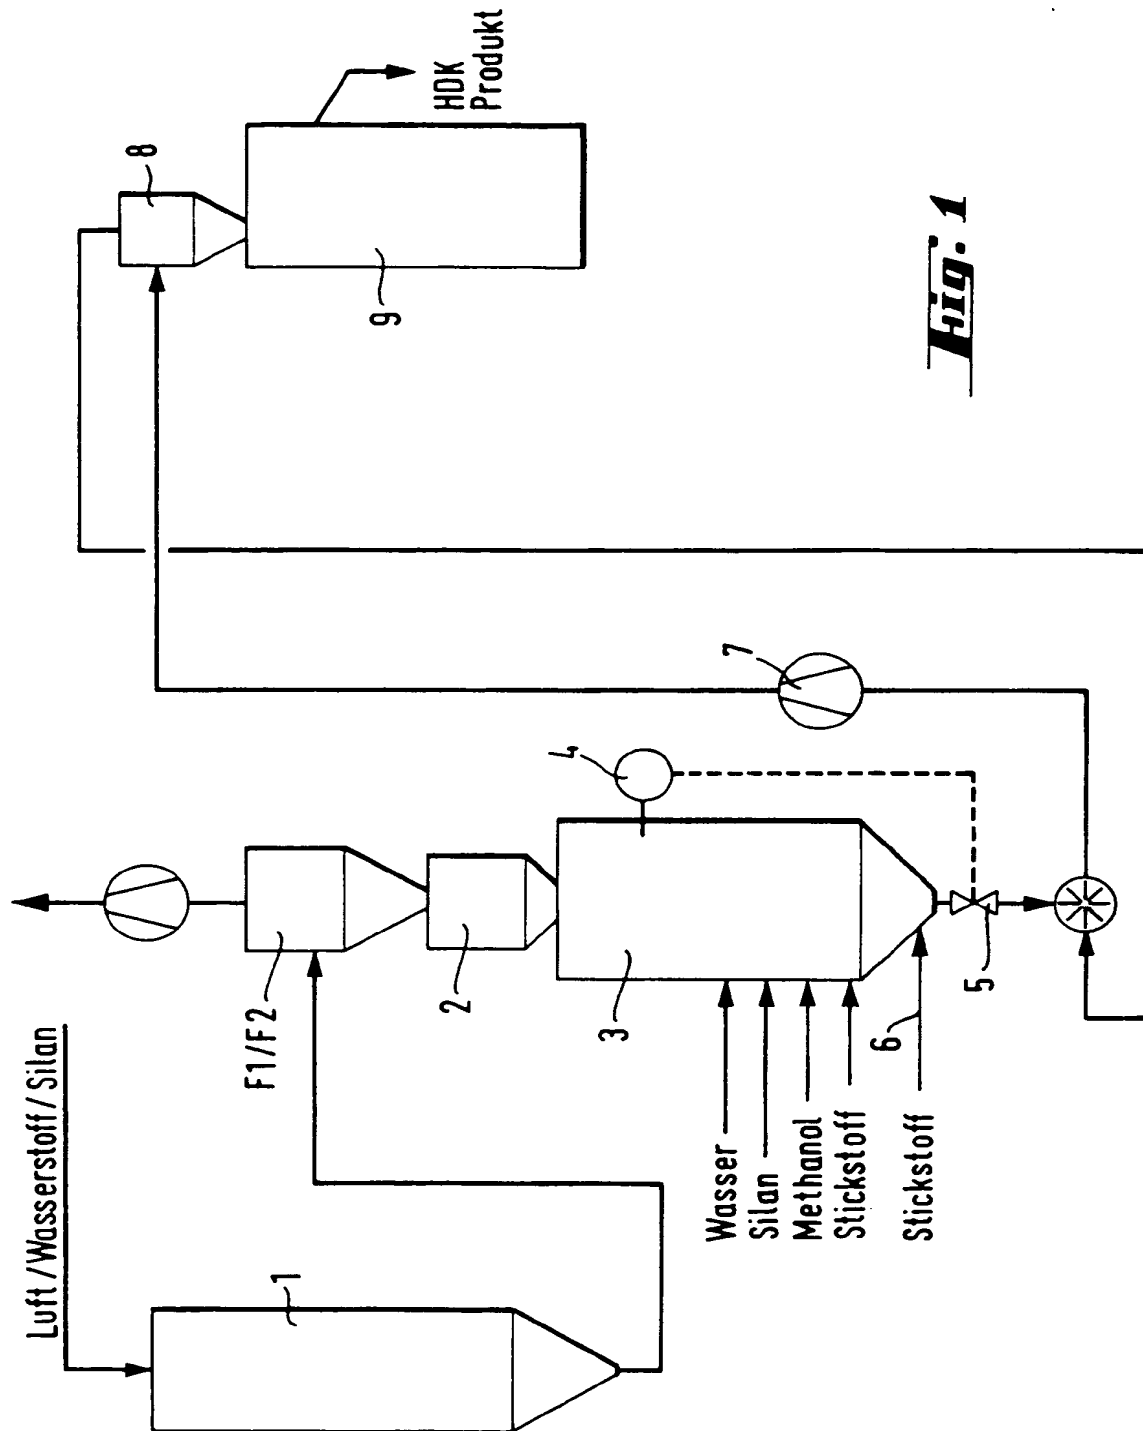 Luft/Wasserstoff/Silan
1
F1/F2
2
3
Wasser
Silan
Methanol
Stickstoff
6
Stickstoff
5
4
7
8
9
HDK
Produkt
Fig. 1